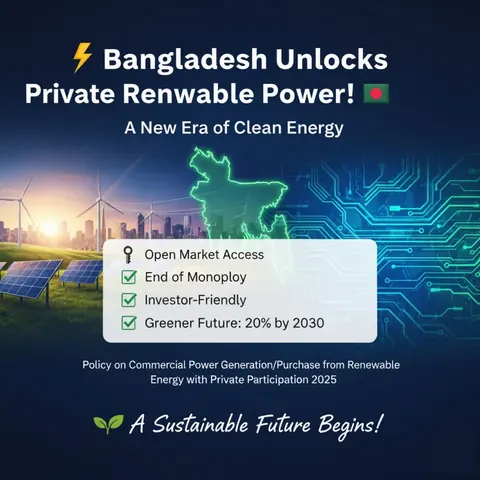 ⚡ Bangladesh Unlocks
Private Renwable Power! 🇧🇩
A New Era of Clean Energy
Open Market Access
End of Monoploy
Investor-Friendly
Greener Future: 20% by 2030
Policy on Commercial Power Generation/Purchase from Renewable
Energy with Private Participation 2025
A Sustainable Future Begins!